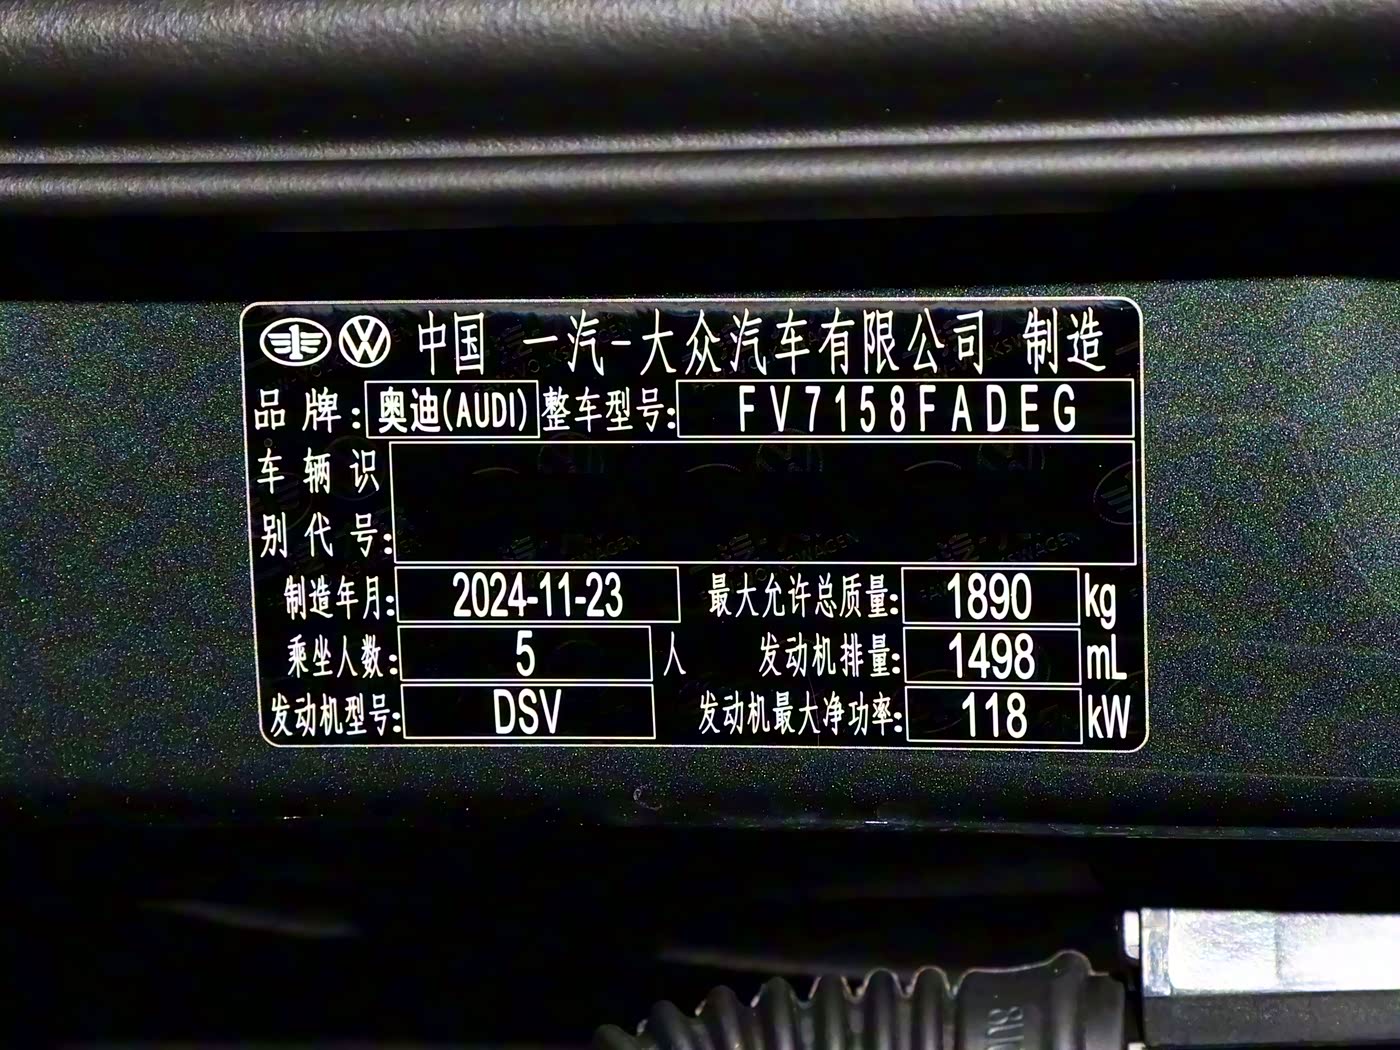 中国 一汽-大众汽车有限公司 制造
品牌: 奥迪(AUDI) 整车型号: FV7158FADEG
车辆识
别代号:
制造年月: 2024-11-23 最大允许总质量: 1890 kg
乘坐人数: 5 人 发动机排量: 1498 mL
发动机型号: DSV 发动机最大净功率: 118 kW